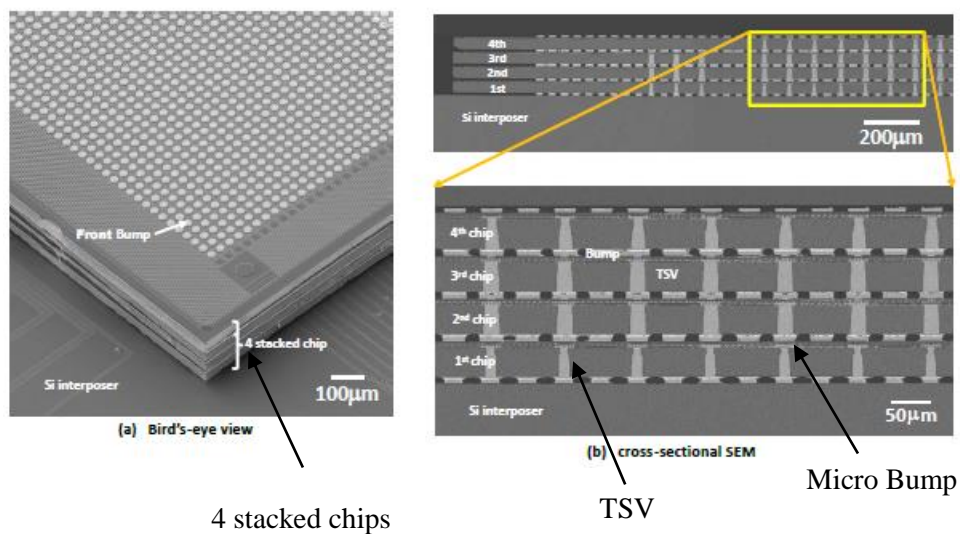 Front Bump
4 stacked chip
Si interposer
100µm
(a) Bird's-eye view
4 stacked chips
4th
3rd
2nd
1st
Si interposer
200µm
4th chip
Bump
3rd chip
TSV
2nd chip
1st chip
Si interposer
50µm
(b) cross-sectional SEM
TSV
Micro Bump